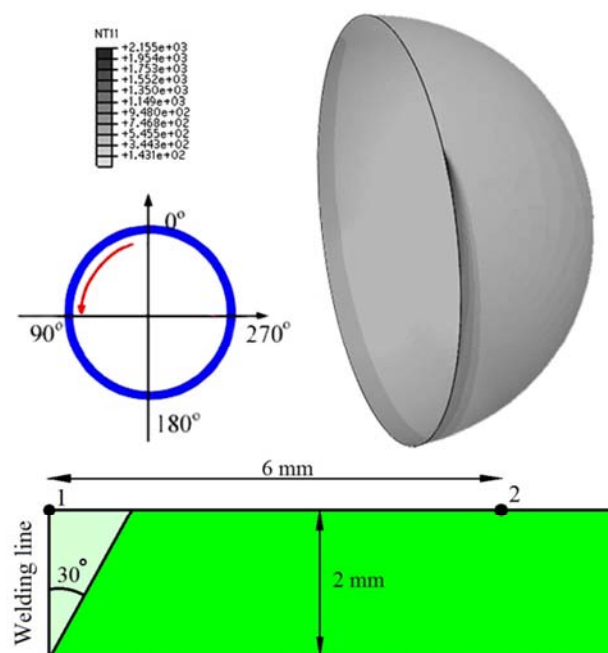 NT11
+2.155e+03
+1.954e+03
+1.753e+03
+1.552e+03
+1.350e+03
+1.149e+03
+9.480e+02
+7.468e+02
+5.455e+02
+3.443e+02
+1.431e+02
0°
90°
270°
180°
6 mm
1
2
Welding line
30°
2 mm